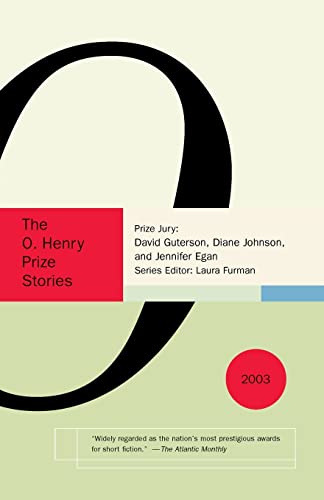 The
O. Henry
Prize
Stories
Prize Jury:
David Guterson, Diane Johnson,
and Jennifer Egan
Series Editor: Laura Furman
2003
"Widely regarded as the nation's most prestigious awards
for short fiction." —The Atlantic Monthly